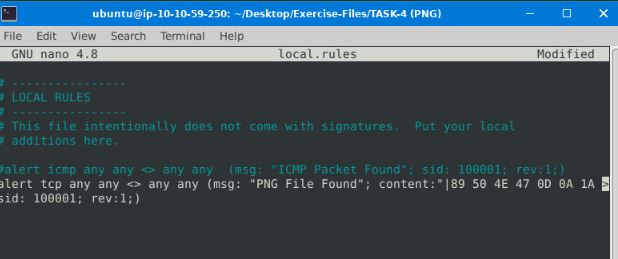 ubuntu@ip-10-10-59-250: ~/Desktop/Exercise-Files/TASK-4 (PNG)
File Edit View Search Terminal Help
GNU nano 4.8 local.rules Modified
# ----------------
# LOCAL RULES
# ----------------
# This file intentionally does not come with signatures.  Put your local
# additions here.
#alert icmp any any <> any any  (msg: "ICMP Packet Found"; sid: 100001; rev:1;)
alert tcp any any <> any any (msg: "PNG File Found"; content:"|89 50 4E 47 0D 0A 1A >
sid: 100001; rev:1;)